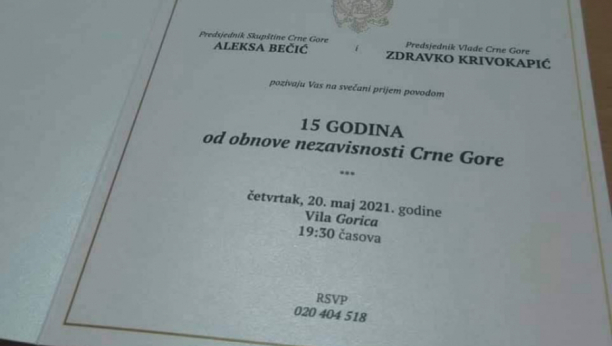 Predsjednik Skupštine Crne Gore
ALEKSA BEČIĆ
i
Predsjednik Vlade Crne Gore
ZDRAVKO KRIVOKAPIĆ
pozivaju Vas na svečani prijem povodom
15 GODINA
od obnove nezavisnosti Crne Gore
***
četvrtak, 20. maj 2021. godine
Vila Gorica
19:30 časova
RSVP
020 404 518